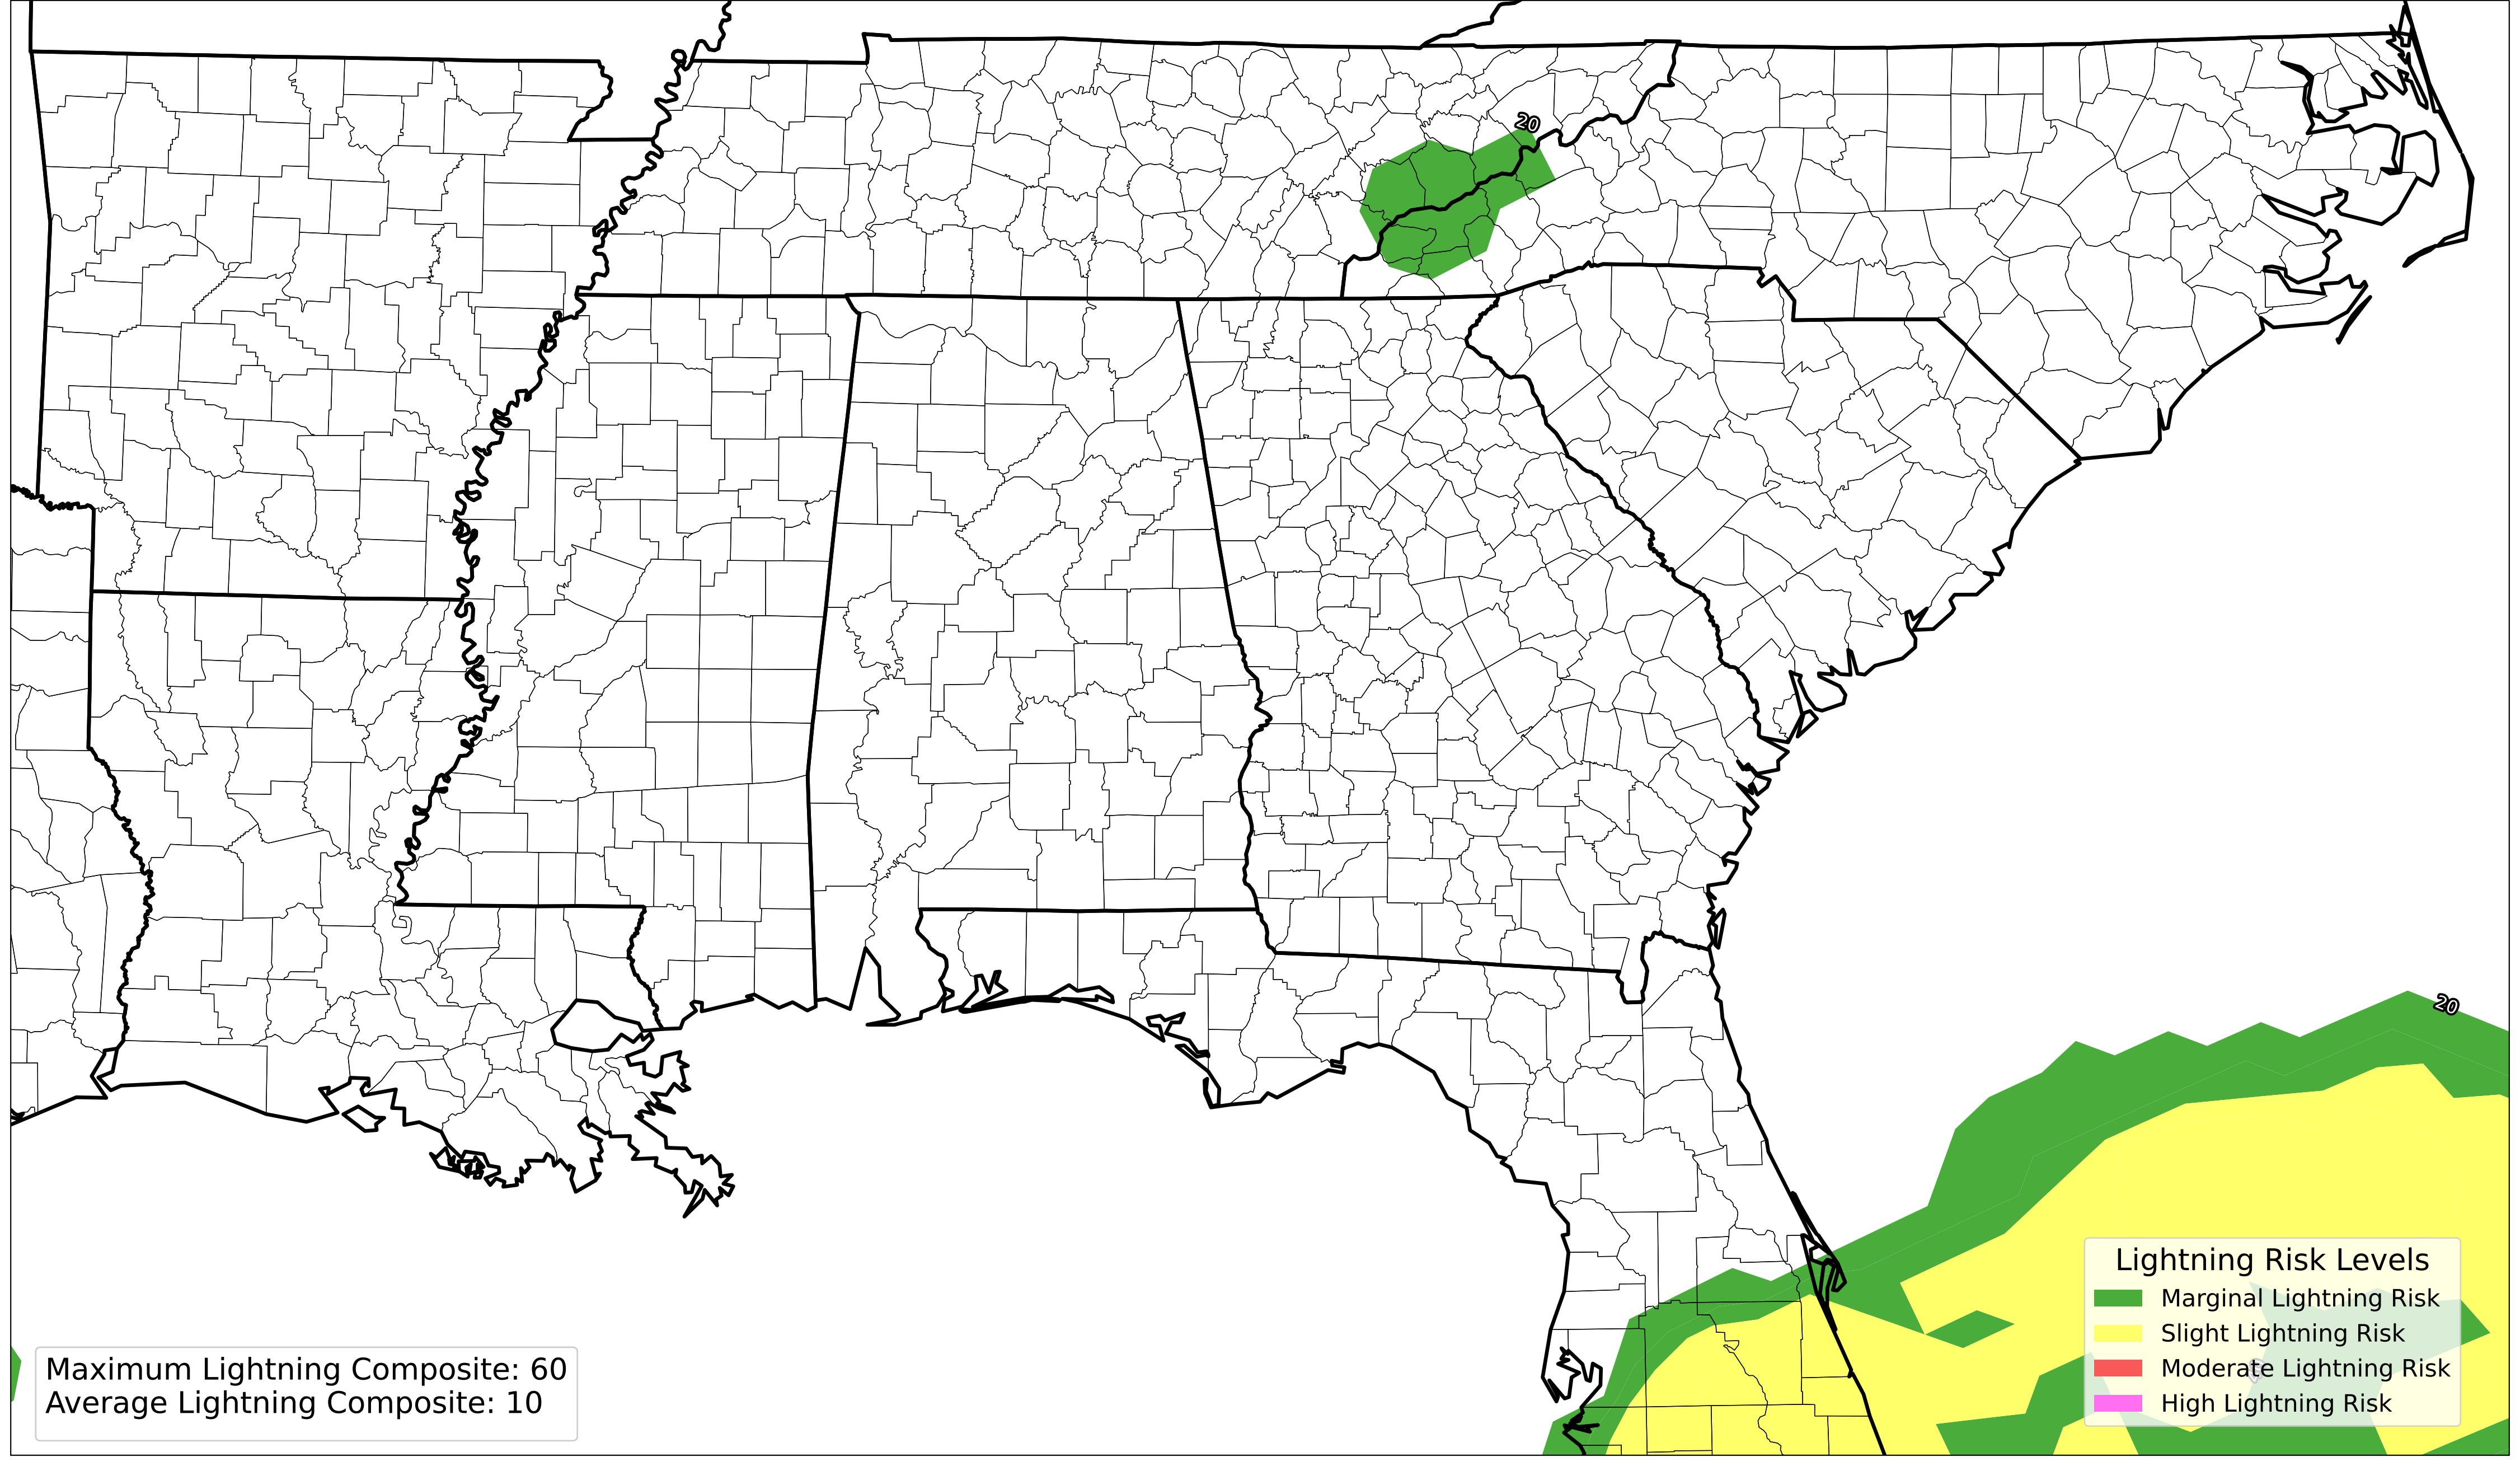 20
20
Lightning Risk Levels
Marginal Lightning Risk
Slight Lightning Risk
Moderate Lightning Risk
High Lightning Risk
Maximum Lightning Composite: 60
Average Lightning Composite: 10